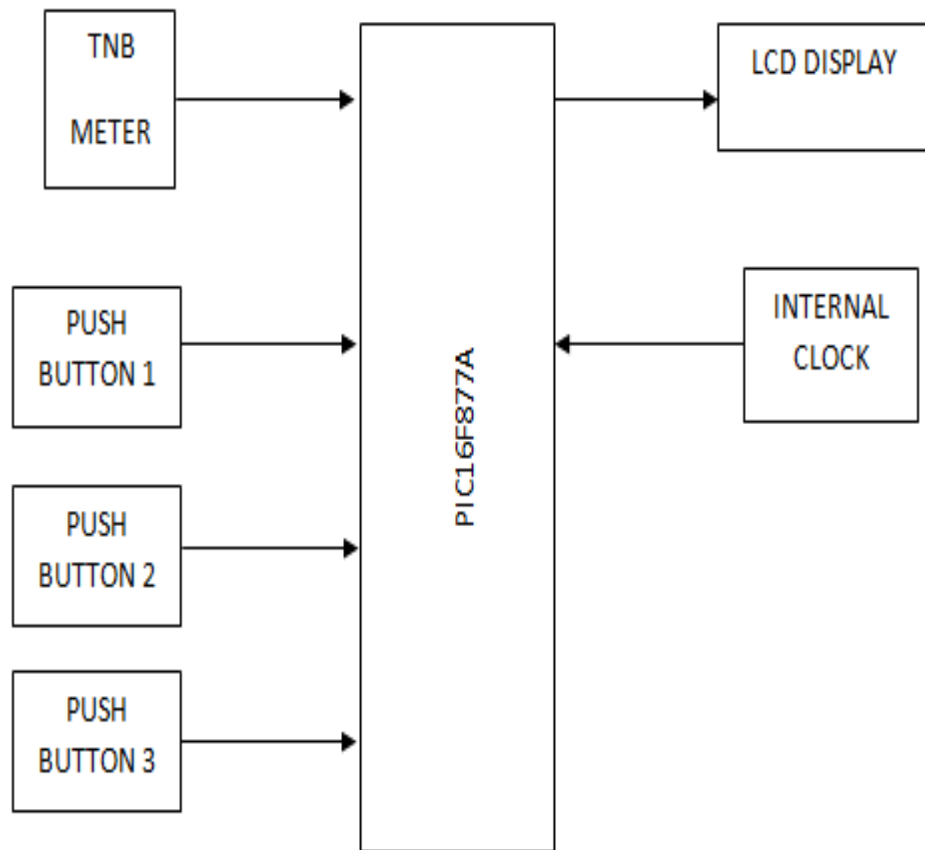 TNB
METER
LCD DISPLAY
PUSH
BUTTON 1
INTERNAL
CLOCK
PIC16F877A
PUSH
BUTTON 2
PUSH
BUTTON 3